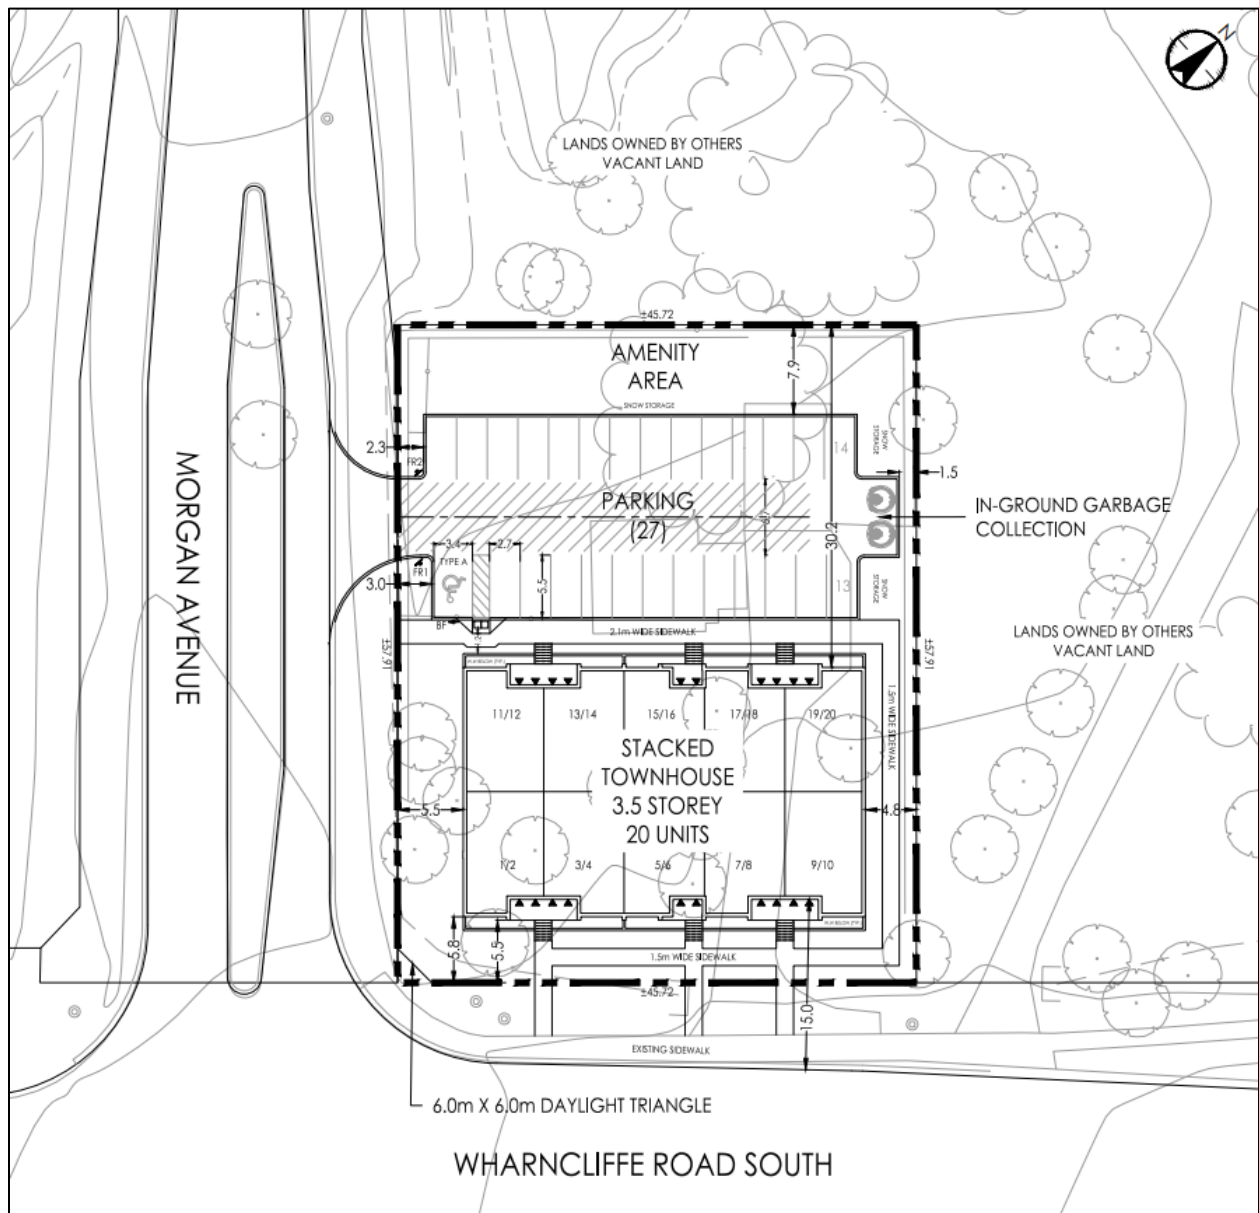 N
LANDS OWNED BY OTHERS
VACANT LAND
±45.72
AMENITY
AREA
7.9
SNOW STORAGE
2.3
FR2
14
SNOW
STORAGE
1.5
PARKING
(27)
6.7
30.2
IN-GROUND GARBAGE
COLLECTION
3.4
2.7
TYPE A
FR1
3.0
5.5
13
SNOW
STORAGE
BF
2.1m WIDE SIDEWALK
MORGAN AVENUE
±57.91
±57.91
LANDS OWNED BY OTHERS
VACANT LAND
11/12
13/14
15/16
17/18
19/20
1.5m WIDE SIDEWALK
STACKED
TOWNHOUSE
3.5 STOREY
20 UNITS
5.5
4.8
1/2
3/4
5/6
7/8
9/10
5.8
5.5
1.5m WIDE SIDEWALK
±45.72
15.0
EXISTING SIDEWALK
6.0m X 6.0m DAYLIGHT TRIANGLE
WHARNCLIFFE ROAD SOUTH